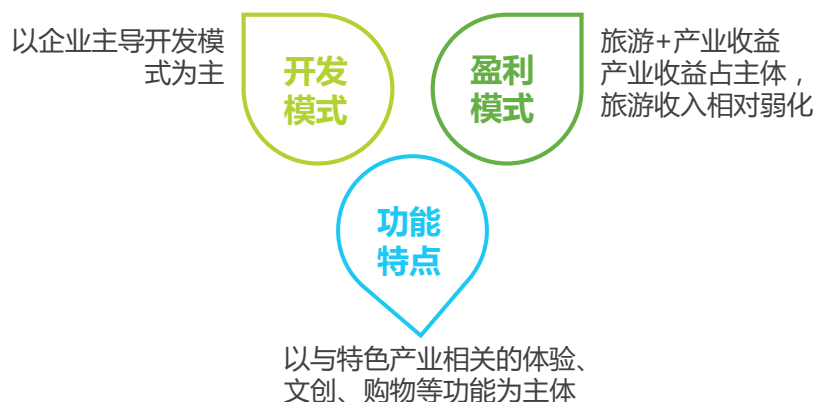 以企业主导开发模
式为主
开发
模式
盈利
模式
旅游+产业收益
产业收益占主体，
旅游收入相对弱化
功能
特点
以与特色产业相关的体验、
文创、购物等功能为主体